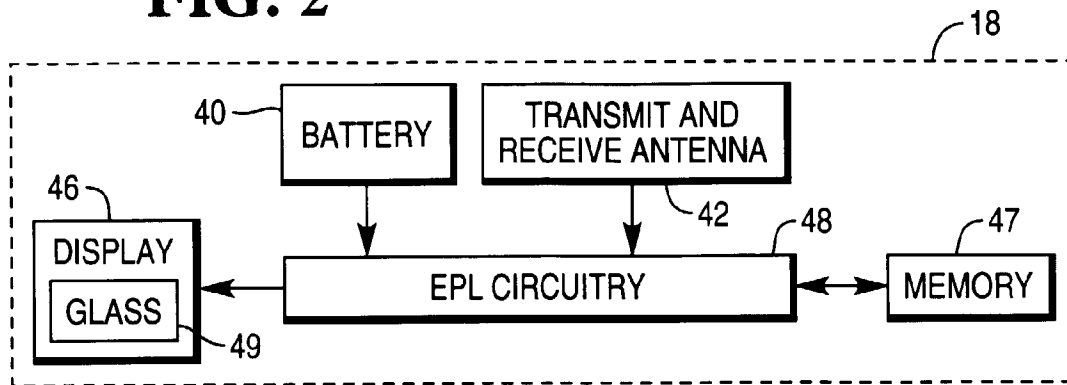 FIG. 2
18
40
BATTERY
TRANSMIT AND
RECEIVE ANTENNA
42
46
DISPLAY
GLASS
49
48
EPL CIRCUITRY
47
MEMORY